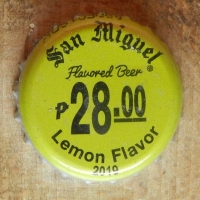 San Miguel
Flavored Beer®
₱28.00
Lemon Flavor
2019